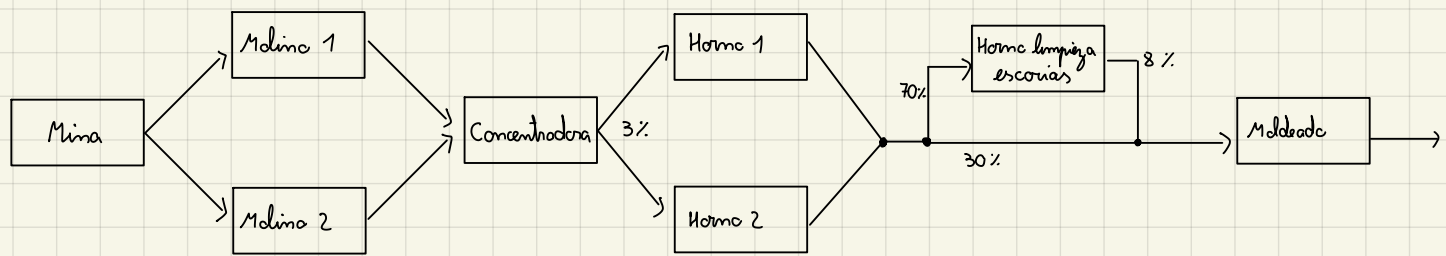 Mina
Molino 1
Molino 2
Concentradora
3 %
Horno 1
Horno 2
70%
30%
Horno limpieza
escorias
8 %
Moldeado